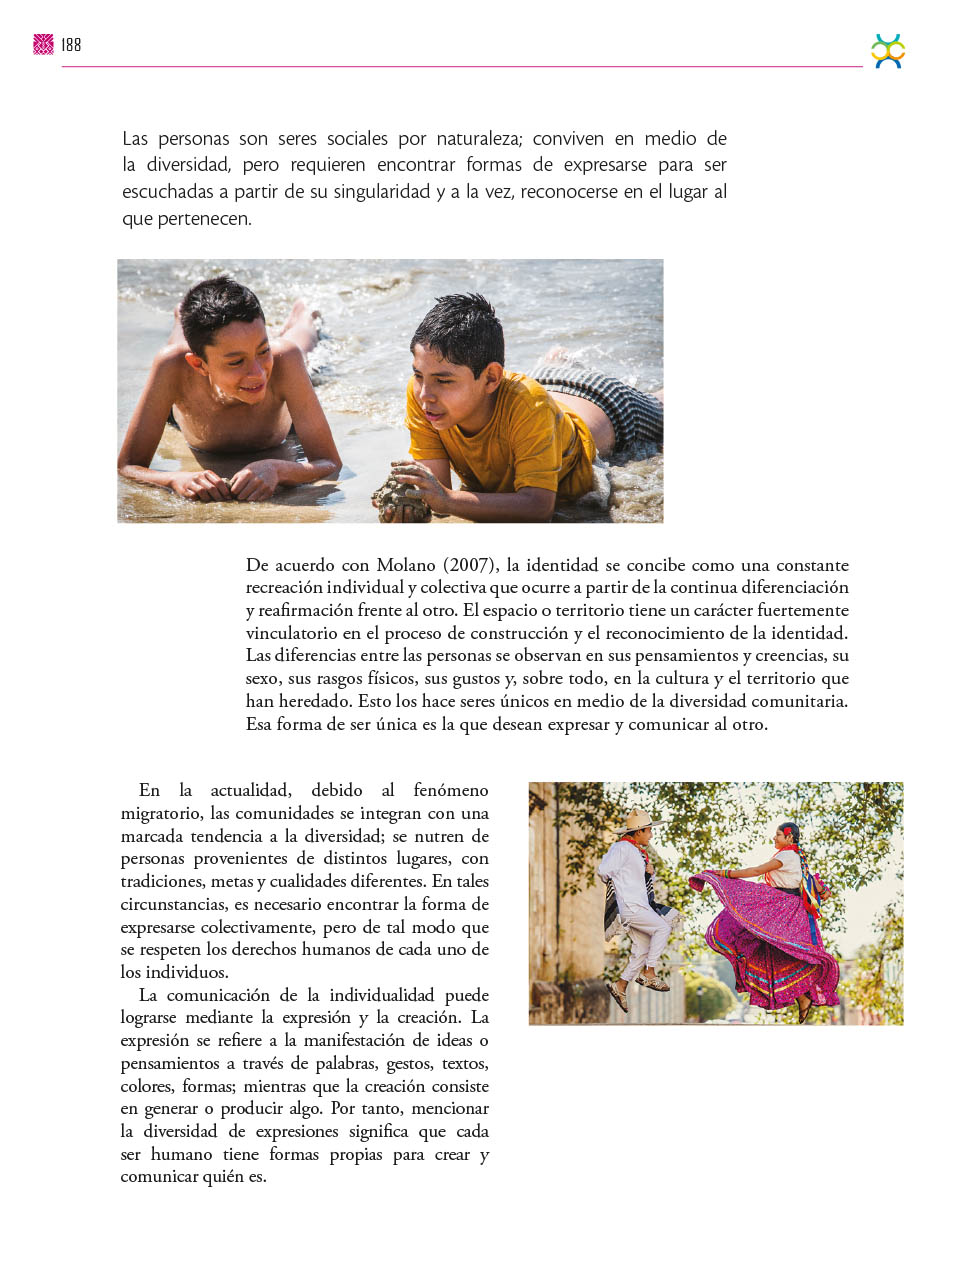 188
Las personas son seres sociales por naturaleza; conviven en medio de
la diversidad, pero requieren encontrar formas de expresarse para ser
escuchadas a partir de su singularidad y a la vez, reconocerse en el lugar al
que pertenecen.
De acuerdo con Molano (2007), la identidad se concibe como una constante
recreación individual y colectiva que ocurre a partir de la continua diferenciación
y reafirmación frente al otro. El espacio o territorio tiene un carácter fuertemente
vinculatorio en el proceso de construcción y el reconocimiento de la identidad.
Las diferencias entre las personas se observan en sus pensamientos y creencias, su
sexo, sus rasgos físicos, sus gustos y, sobre todo, en la cultura y el territorio que
han heredado. Esto los hace seres únicos en medio de la diversidad comunitaria.
Esa forma de ser única es la que desean expresar y comunicar al otro.
En la actualidad, debido al fenómeno
migratorio, las comunidades se integran con una
marcada tendencia a la diversidad; se nutren de
personas provenientes de distintos lugares, con
tradiciones, metas y cualidades diferentes. En tales
circunstancias, es necesario encontrar la forma de
expresarse colectivamente, pero de tal modo que
se respeten los derechos humanos de cada uno de
los individuos.
La comunicación de la individualidad puede
lograrse mediante la expresión y la creación. La
expresión se refiere a la manifestación de ideas o
pensamientos a través de palabras, gestos, textos,
colores, formas; mientras que la creación consiste
en generar o producir algo. Por tanto, mencionar
la diversidad de expresiones significa que cada
ser humano tiene formas propias para crear y
comunicar quién es.